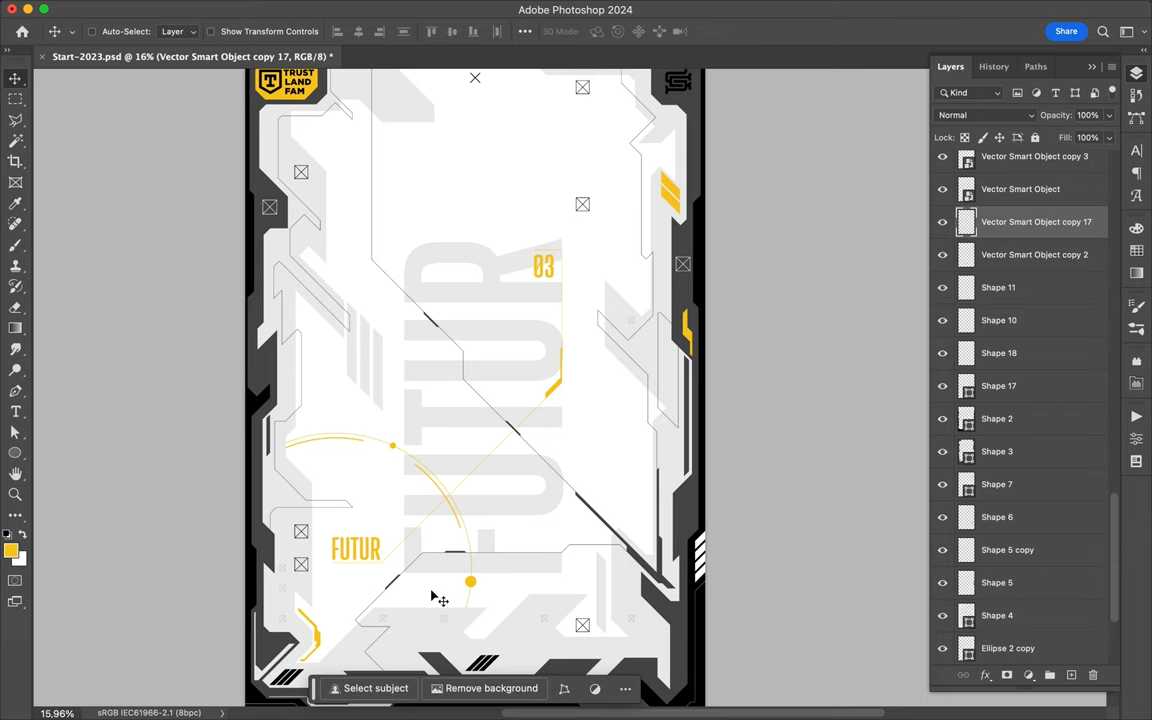 Adobe Photoshop 2024
Auto-Select:
Layer
Show Transform Controls
3D Mode:
Share
Start-2023.psd @ 16% (Vector Smart Object copy 17, RGB/8) *
Layers
History
Paths
Kind
Normal
Opacity:
100%
Lock:
Fill:
100%
Vector Smart Object copy 3
Vector Smart Object
Vector Smart Object copy 17
Vector Smart Object copy 2
Shape 11
Shape 10
Shape 18
Shape 17
Shape 2
Shape 3
Shape 7
Shape 6
Shape 5 copy
Shape 5
Shape 4
Ellipse 2 copy
TRUST
LAND
FAM
FUTUR
03
FUTUR
Select subject
Remove background
15,96%
sRGB IEC61966-2.1 (8bpc)